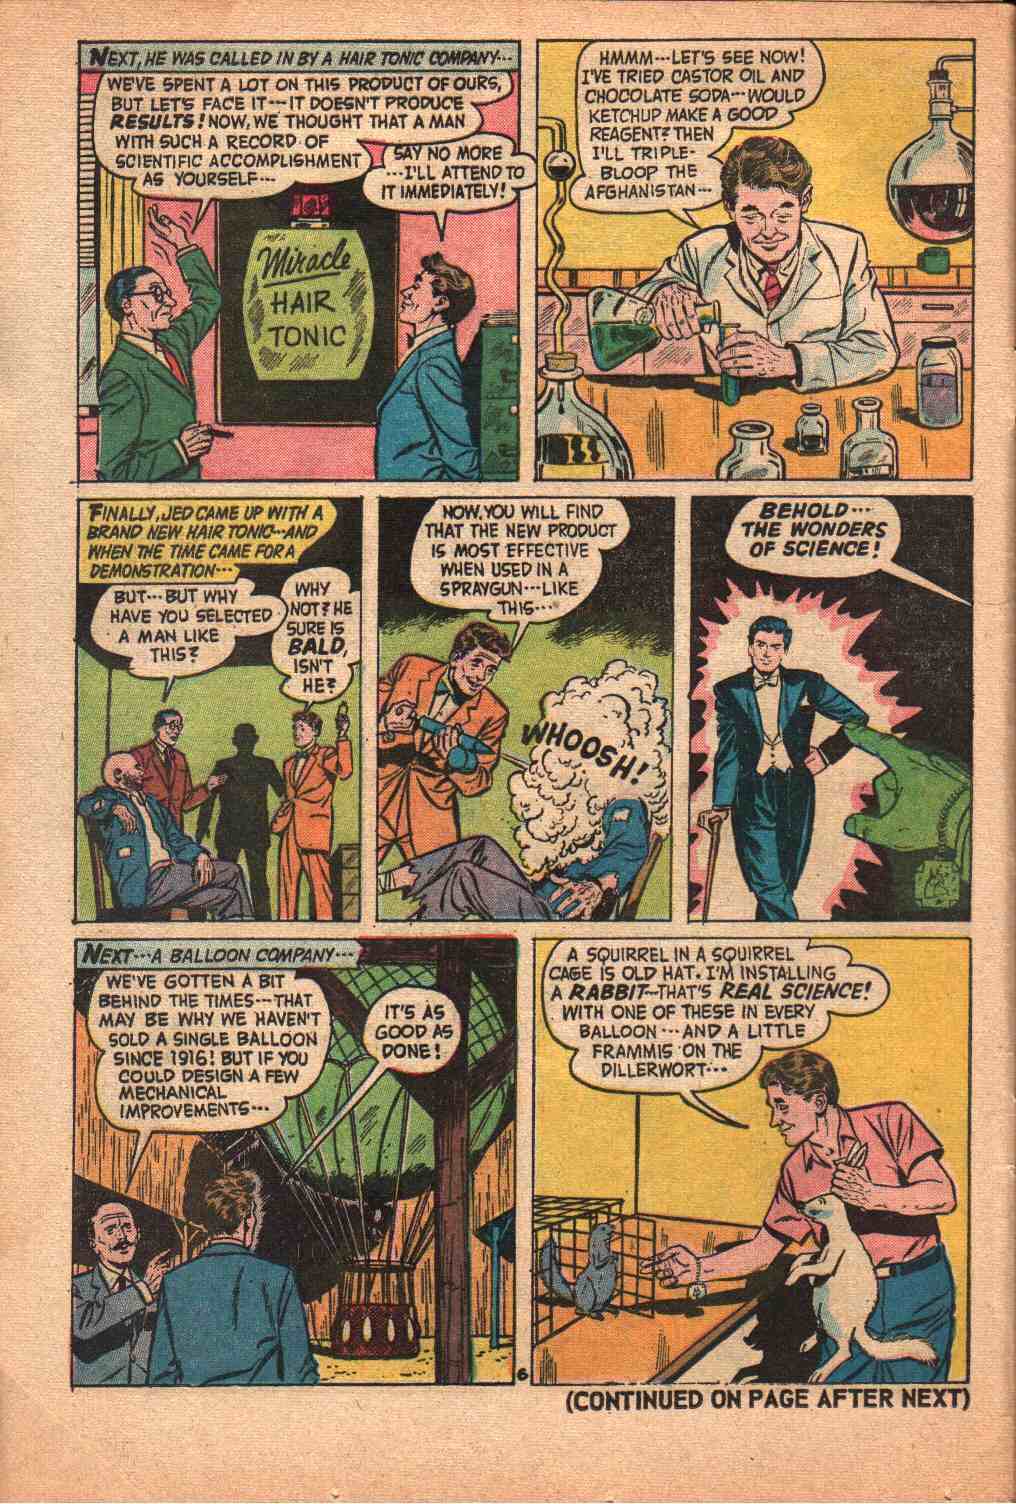 NEXT, HE WAS CALLED IN BY A HAIR TONIC COMPANY---
WE'VE SPENT A LOT ON THIS PRODUCT OF OURS,
BUT LET'S FACE IT---IT DOESN'T PRODUCE
RESULTS! NOW, WE THOUGHT THAT A MAN
WITH SUCH A RECORD OF
SCIENTIFIC ACCOMPLISHMENT
AS YOURSELF---
SAY NO MORE
---I'LL ATTEND TO
IT IMMEDIATELY!
Miracle
HAIR
TONIC
HMMM---LET'S SEE NOW!
I'VE TRIED CASTOR OIL AND
CHOCOLATE SODA---WOULD
KETCHUP MAKE A GOOD
REAGENT? THEN
I'LL TRIPLE-
BLOOP THE
AFGHANISTAN---
FINALLY, JED CAME UP WITH A
BRAND NEW HAIR TONIC---AND
WHEN THE TIME CAME FOR A
DEMONSTRATION---
BUT---BUT WHY
HAVE YOU SELECTED
A MAN LIKE
THIS?
WHY
NOT? HE
SURE IS
BALD,
ISN'T
HE?
NOW, YOU WILL FIND
THAT THE NEW PRODUCT
IS MOST EFFECTIVE
WHEN USED IN A
SPRAYGUN---LIKE
THIS---
WHOOSH!
BEHOLD---
THE WONDERS
OF SCIENCE!
NEXT---A BALLOON COMPANY---
WE'VE GOTTEN A BIT
BEHIND THE TIMES---THAT
MAY BE WHY WE HAVEN'T
SOLD A SINGLE BALLOON
SINCE 1916! BUT IF YOU
COULD DESIGN A FEW
MECHANICAL
IMPROVEMENTS---
IT'S AS
GOOD AS
DONE!
6
A SQUIRREL IN A SQUIRREL
CAGE IS OLD HAT. I'M INSTALLING
A RABBIT---THAT'S REAL SCIENCE!
WITH ONE OF THESE IN EVERY
BALLOON---AND A LITTLE
FRAMMIS ON THE
DILLERWORT---
(CONTINUED ON PAGE AFTER NEXT)